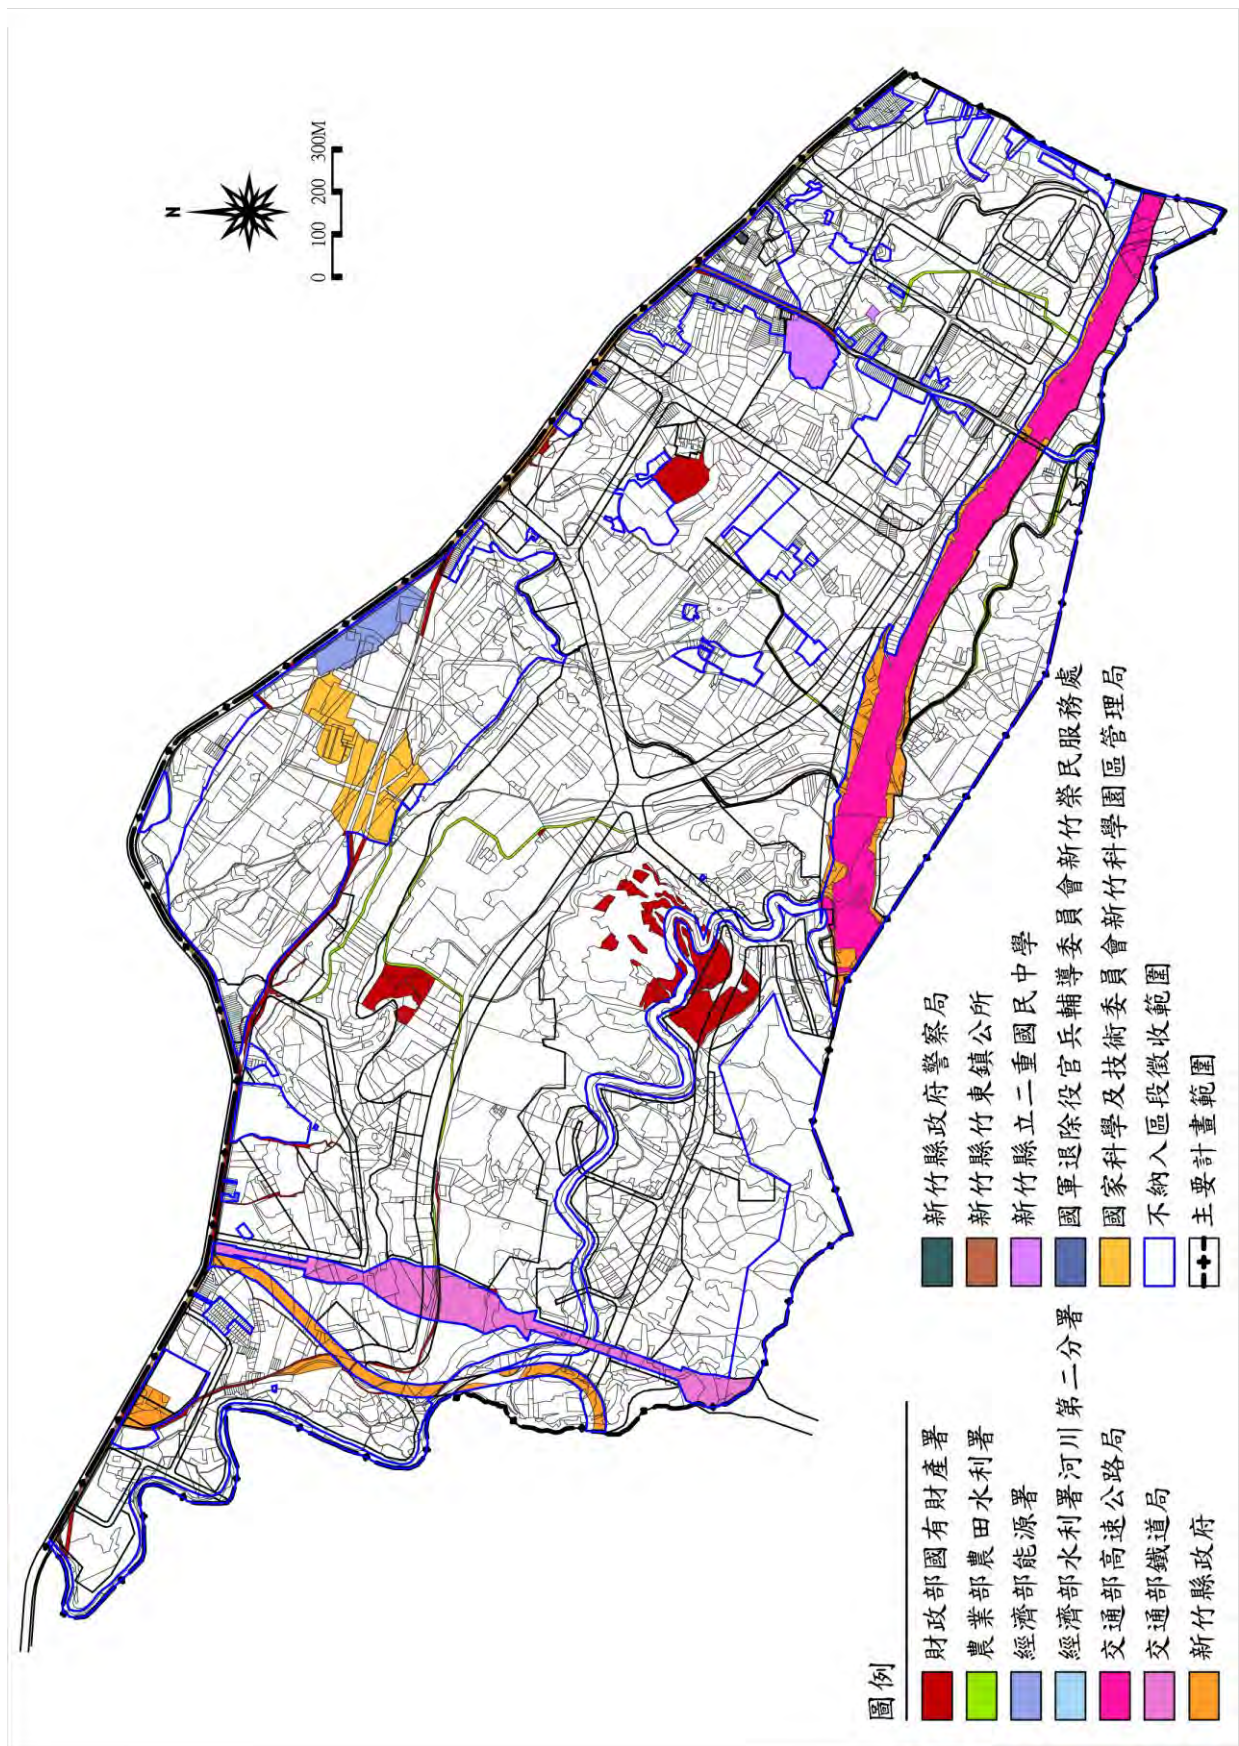 N
0 100 200 300M
圖例
財政部國有財產署
農業部農田水利署
經濟部能源署
經濟部水利署河川第二分署
交通部高速公路局
交通部鐵道局
新竹縣政府
新竹縣政府警察局
新竹縣竹東鎮公所
新竹縣立二重國民中學
國軍退除役官兵輔導委員會新竹榮民服務處
國家科學及技術委員會新竹科學園區管理局
不納入區段徵收範圍
主要計畫範圍